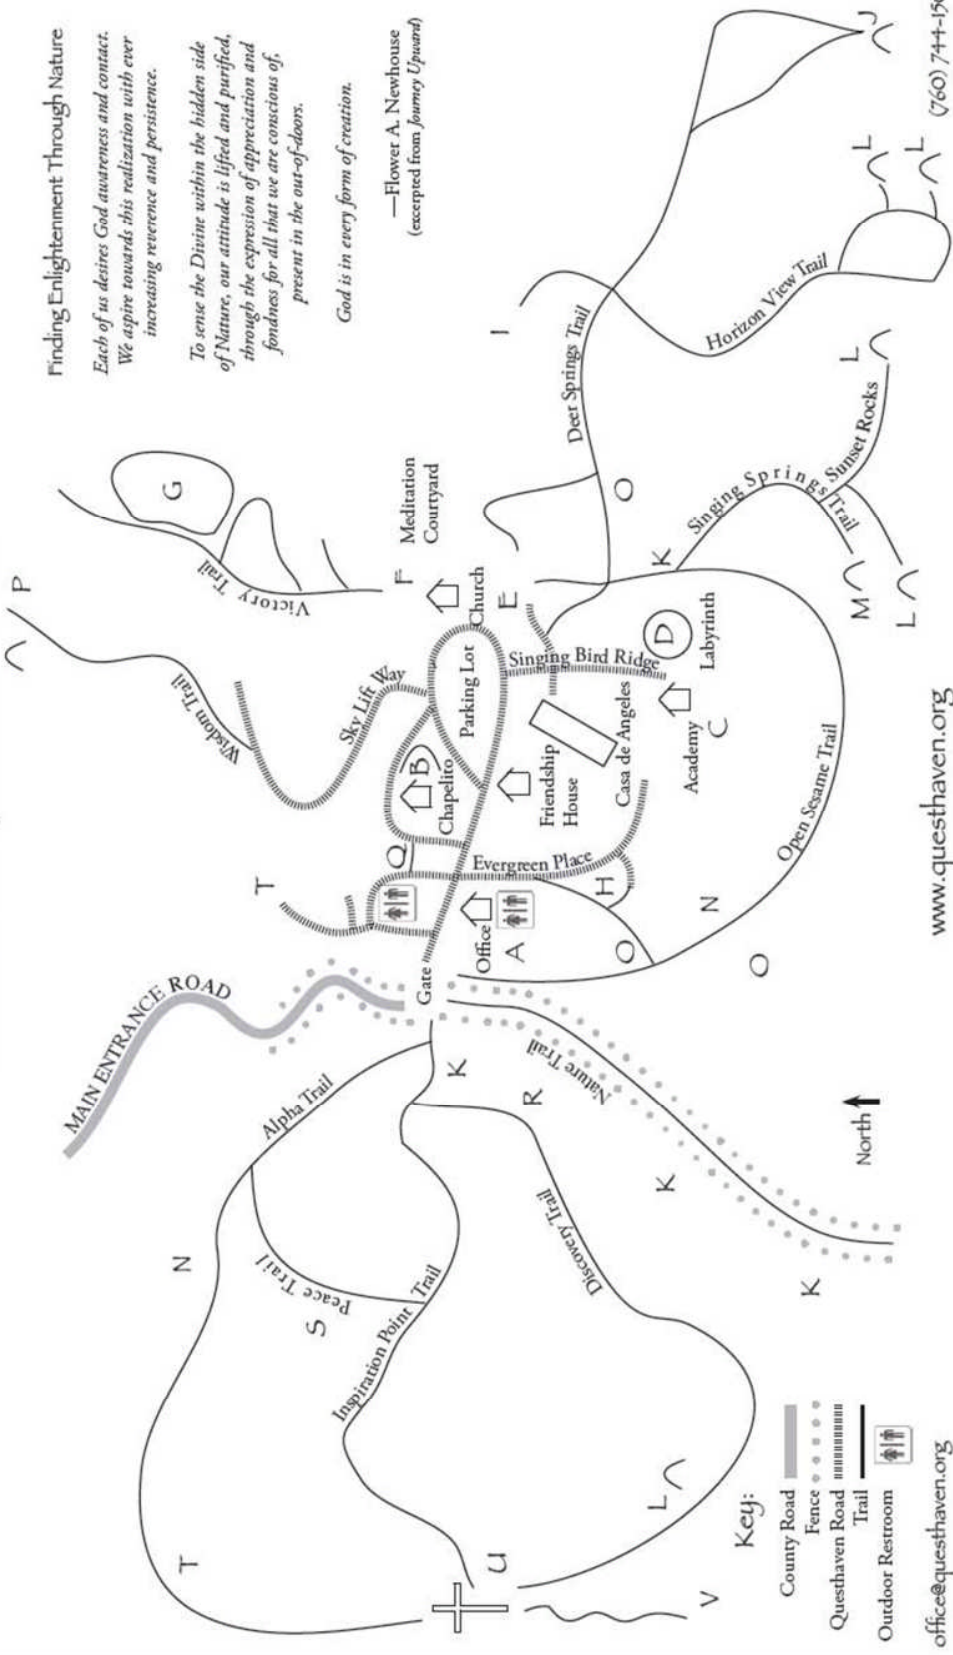 Finding Enlightenment Through Nature
Each of us desires God awareness and contact.
We aspire towards this realization with ever
increasing reverence and persistence.
To sense the Divine within the hidden side
of Nature, our attitude is lifted and purified,
through the expression of appreciation and
fondness for all that we are conscious of,
present in the out-of-doors.
God is in every form of creation.
—Flower A. Newhouse
(excerpted from Journey Upward)
MAIN ENTRANCE ROAD
P
G
Victory Trail
Wisdom Trail
T
Sky Lift Way
F
Meditation
Courtyard
I
J
N
T
Alpha Trail
Peace Trail
S
Inspiration Point Trail
K
Gate
Q
B
Chapelito
Parking Lot
Church
E
Office
A
Evergreen Place
H
Friendship
House
Casa de Angeles
Singing Bird Ridge
D
Labyrinth
Academy
C
Deer Springs Trail
O
K
Singing Springs Trail
Sunset Rocks
Horizon View Trail
L
L
L
M
L
U
V
L
Discovery Trail
R
Nature Trail
K
K
O
O
N
Open Sesame Trail
North
Key:
County Road
Fence
Questhaven Road
Trail
Outdoor Restroom
office@questhaven.org
www.questhaven.org
(760) 744-150